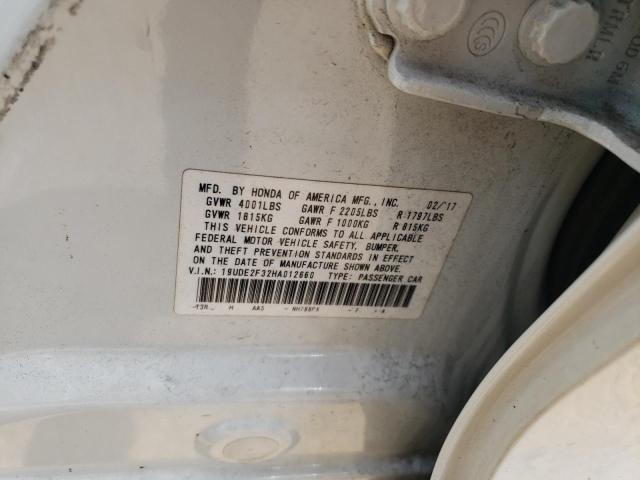 MFD. BY HONDA OF AMERICA MFG., INC. 02/17
GVWR 4001LBS GAWR F 2205LBS R 1797LBS
GVWR 1815KG GAWR F 1000KG R 815KG
THIS VEHICLE CONFORMS TO ALL APPLICABLE
FEDERAL MOTOR VEHICLE SAFETY, BUMPER,
AND THEFT PREVENTION STANDARDS IN EFFECT
ON THE DATE OF MANUFACTURE SHOWN ABOVE.
V.I.N.: 19UDE2F32HA012660 TYPE: PASSENGER CAR
H AAS
CCC S